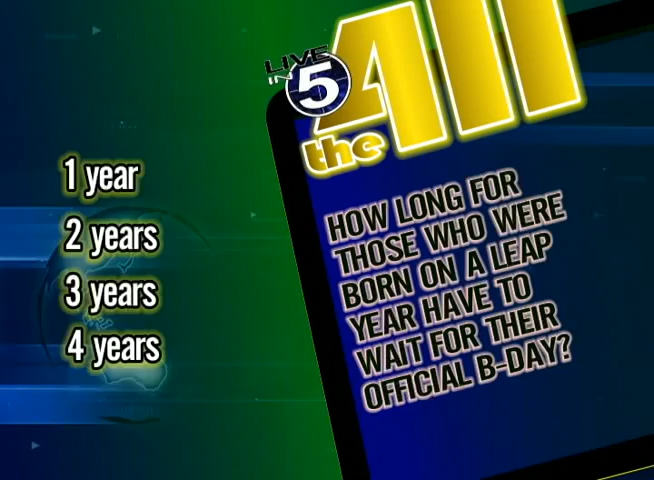 LIVE
IN 5
the
411
1 year
2 years
3 years
4 years
HOW LONG FOR
THOSE WHO WERE
BORN ON A LEAP
YEAR HAVE TO
WAIT FOR THEIR
OFFICIAL B-DAY?